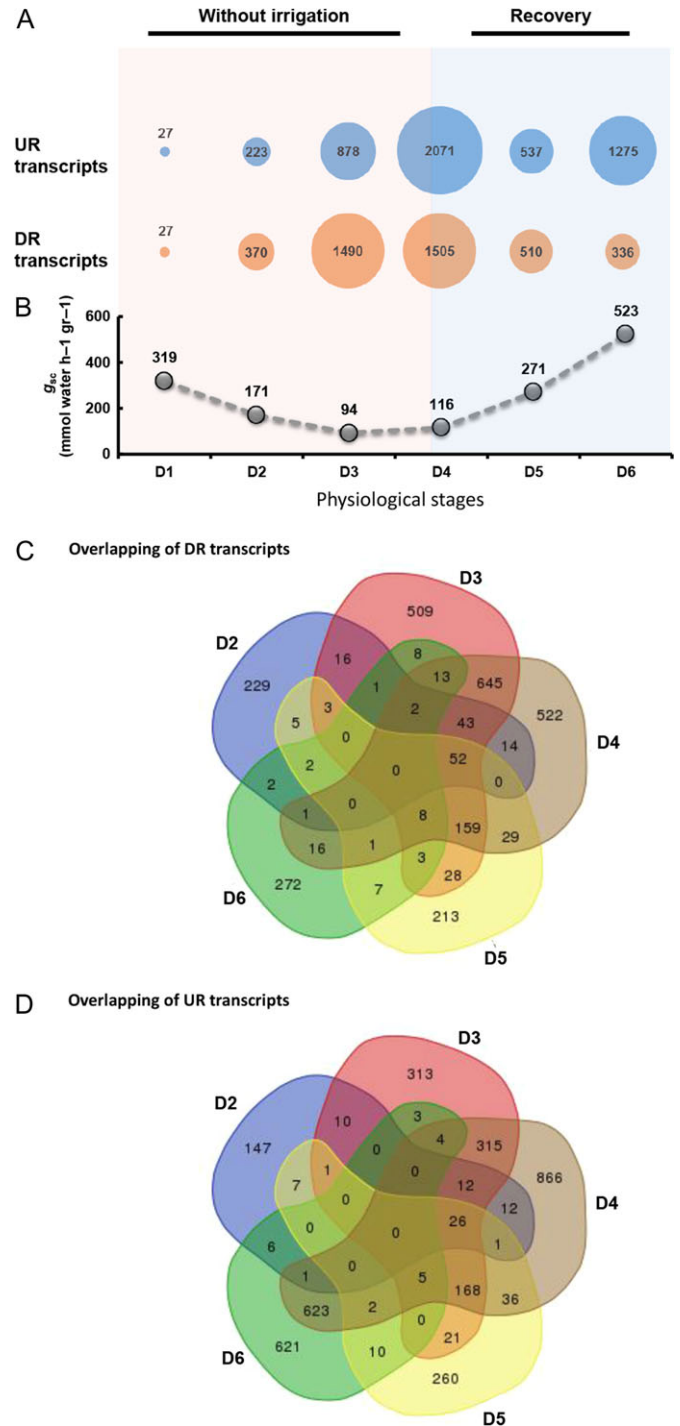 A
Without irrigation Recovery
UR transcripts
27 223 878 2071 537 1275
DR transcripts
27 370 1490 1505 510 336
B
gsc
(mmol water h–1 gr–1)
600
400
200
0
319 171 94 116 271 523
D1 D2 D3 D4 D5 D6
Physiological stages
C Overlapping of DR transcripts
D3
509
D2
8
16 13
229 1 645
3 2 522
5 43
0 14 D4
2 0 52 0
2
0 8
1 159 29
16 1
3
272 7 28
D6
213
D5
D Overlapping of UR transcripts
D3
313
D2
3
10 4
147 0 315
1 0 866
7 12
0 12
D4
0 0 26
6 1
0
1 5 168
623 2 36
0
621 10 21
D6
260
D5